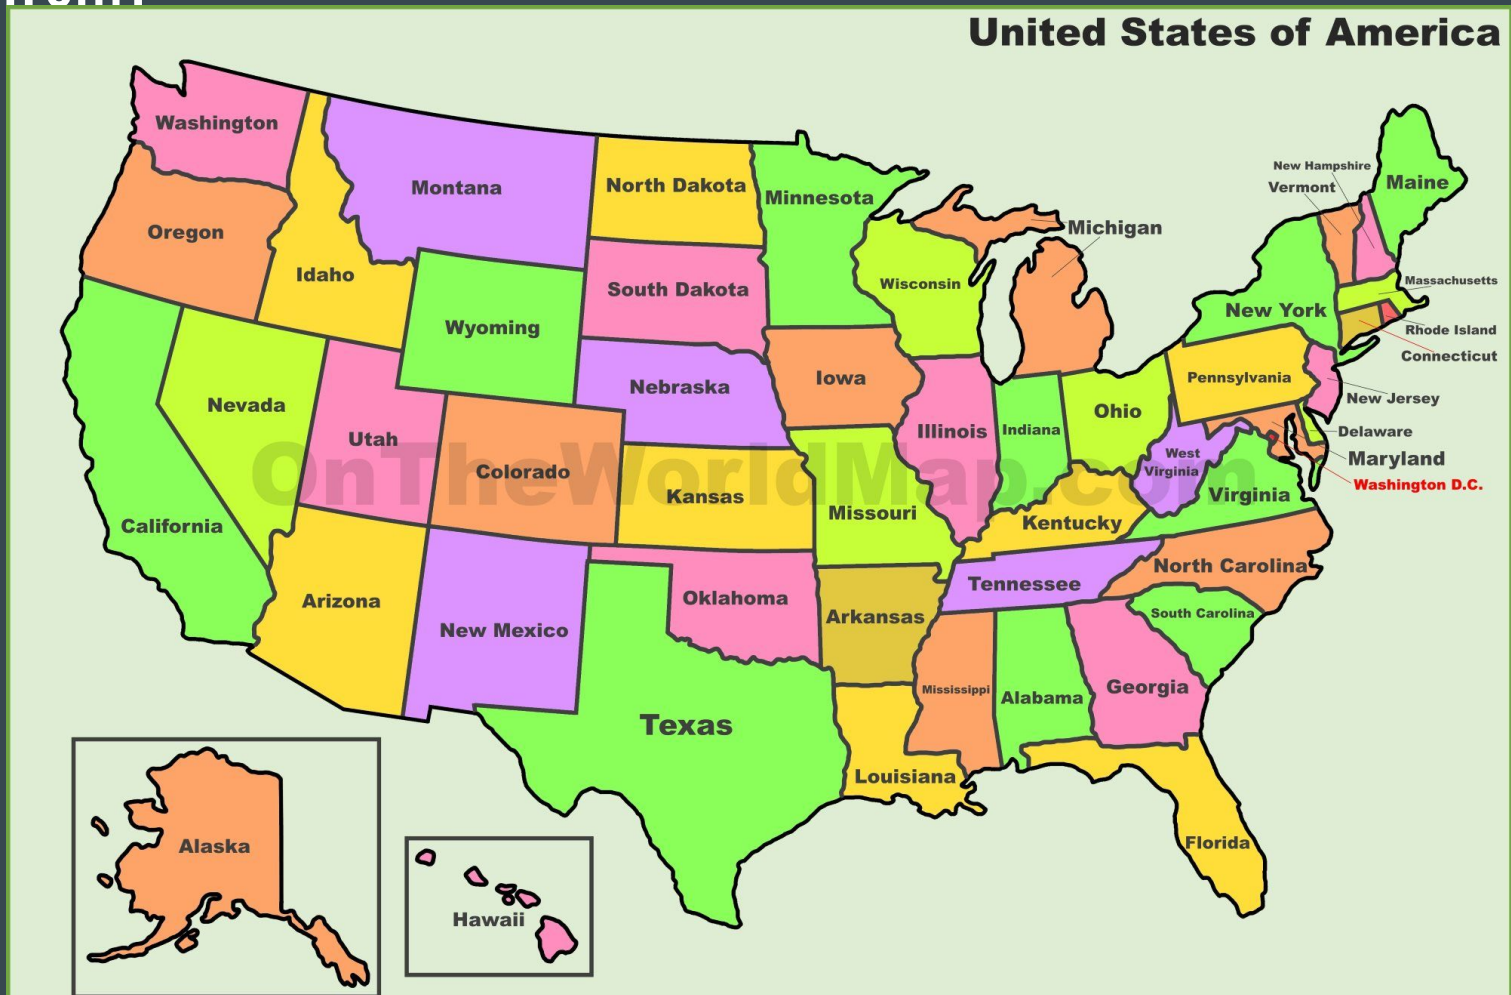 United States of America
Washington
Montana
North Dakota
Minnesota
New Hampshire
Vermont
Maine
Oregon
Idaho
Michigan
Wisconsin
Massachusetts
South Dakota
Wyoming
New York
Rhode Island
Connecticut
Nebraska
Iowa
Pennsylvania
New Jersey
Nevada
Ohio
Illinois
Indiana
Delaware
Utah
Colorado
West
Virginia
Maryland
OnTheWorldMap.com
Washington D.C.
Kansas
Virginia
California
Missouri
Kentucky
North Carolina
Arizona
Oklahoma
Tennessee
Arkansas
South Carolina
New Mexico
Mississippi
Alabama
Georgia
Texas
Louisiana
Alaska
Florida
Hawaii